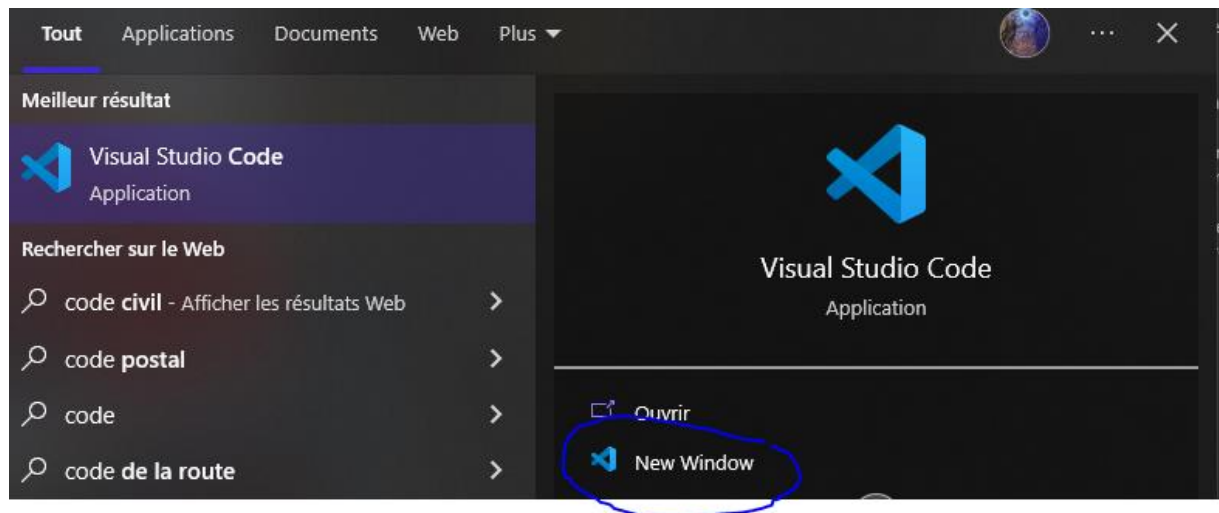 Tout Applications Documents Web Plus
Meilleur résultat
Visual Studio Code
Application
Rechercher sur le Web
code civil - Afficher les résultats Web
code postal
code
code de la route
Visual Studio Code
Application
Ouvrir
New Window